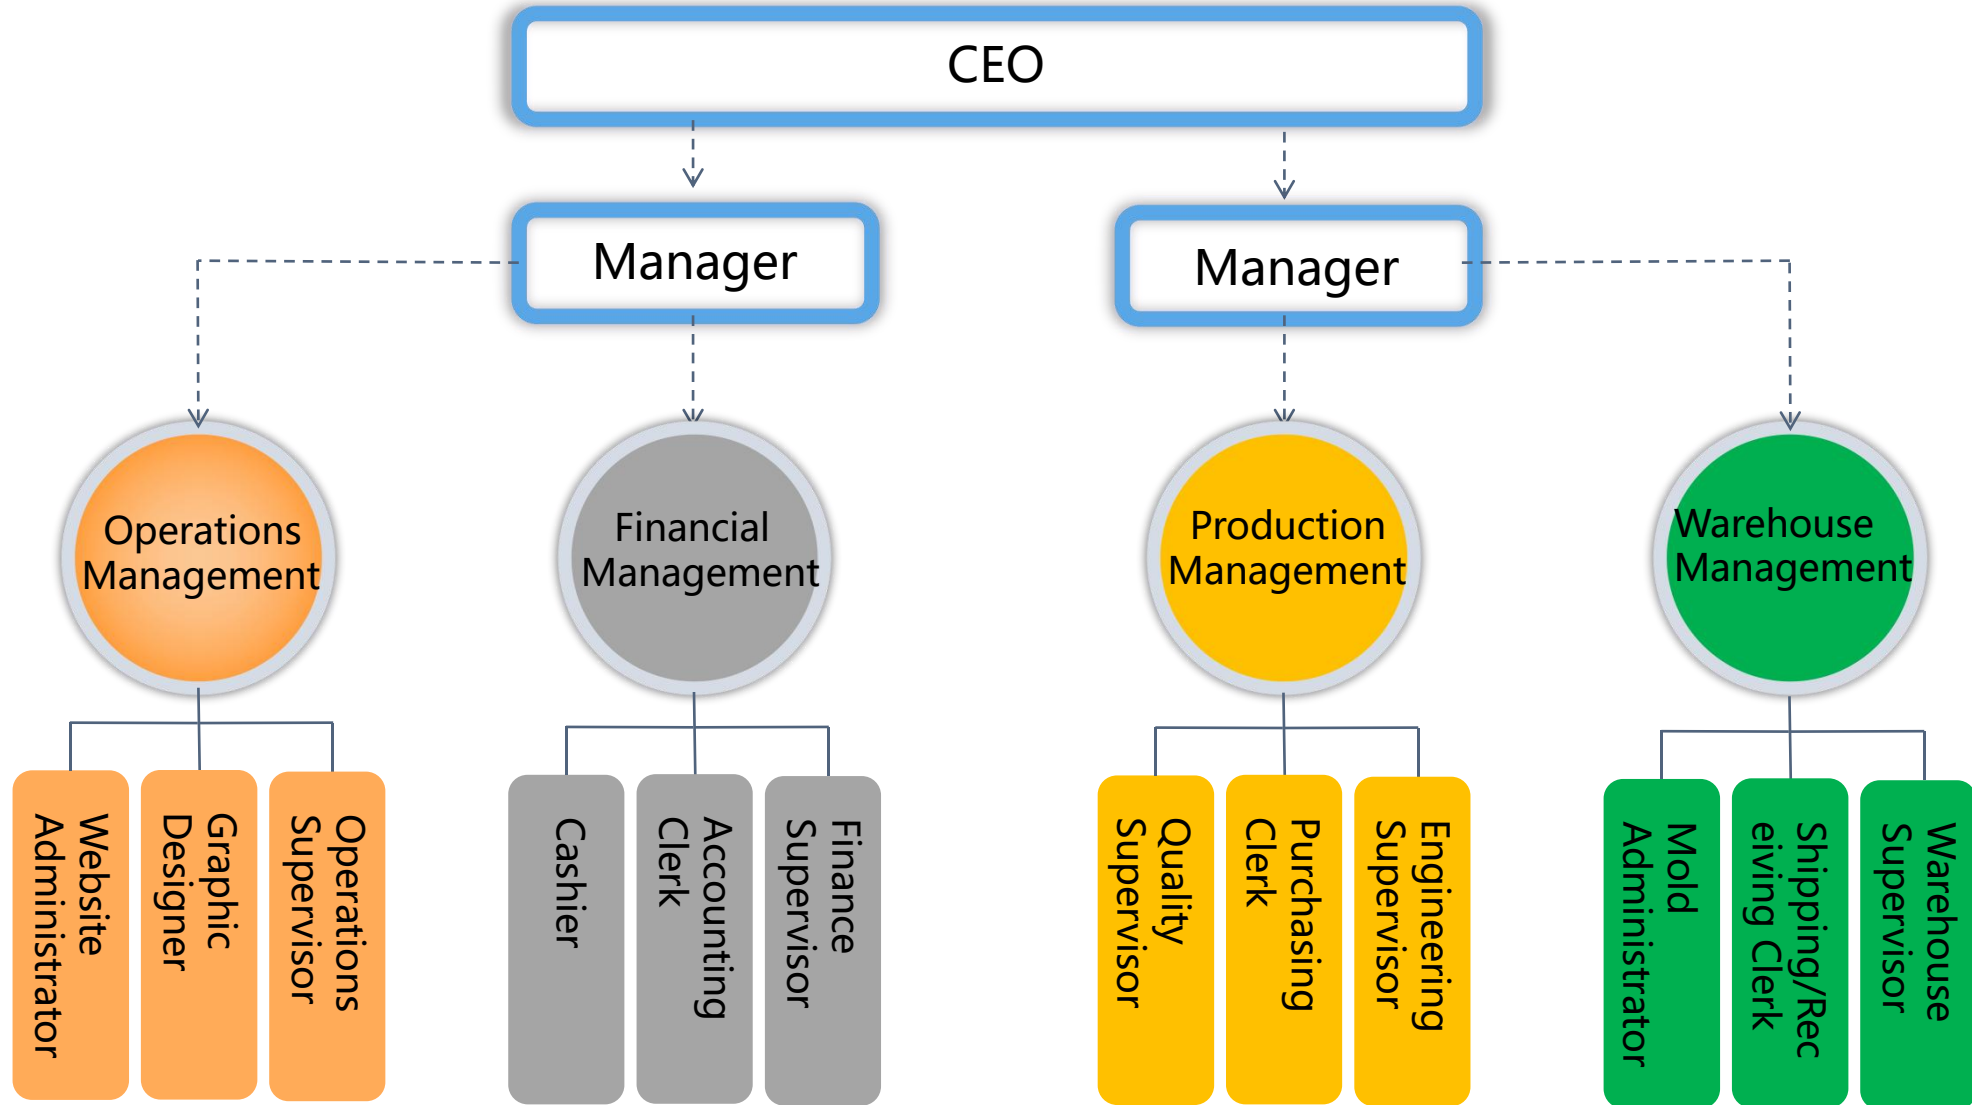 CEO
Manager
Manager
Operations
Management
Financial
Management
Production
Management
Warehouse
Management
Website
Administrator
Graphic
Designer
Operations
Supervisor
Cashier
Accounting
Clerk
Finance
Supervisor
Quality
Supervisor
Purchasing
Clerk
Engineering
Supervisor
Mold
Administrator
Shipping/Rec
eiving Clerk
Warehouse
Supervisor